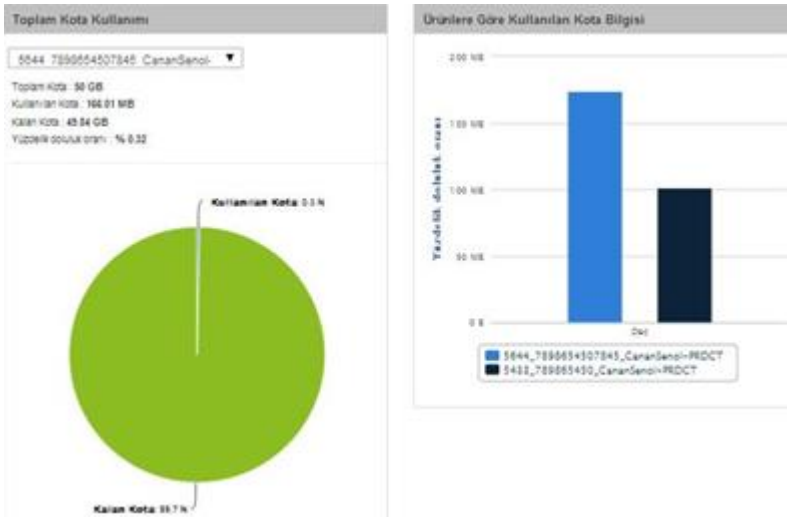 Toplam Kota Kullanımı
5644_7898654507845_CananSenol-
Toplam Kota : 50 GB
Kullanılan Kota : 166.01 MB
Kalan Kota : 49.84 GB
Yüzdelik doluluk oranı : % 0.32
Kullanılan Kota: 0.3 %
Kalan Kota: 99.7 %
Ürünlere Göre Kullanılan Kota Bilgisi
Yüzdelik doluluk oranı
200 MB
150 MB
100 MB
50 MB
0 B
5644_7898654507845_CananSenol-PRDCT
5433_789865450_CananSenol-PRDCT